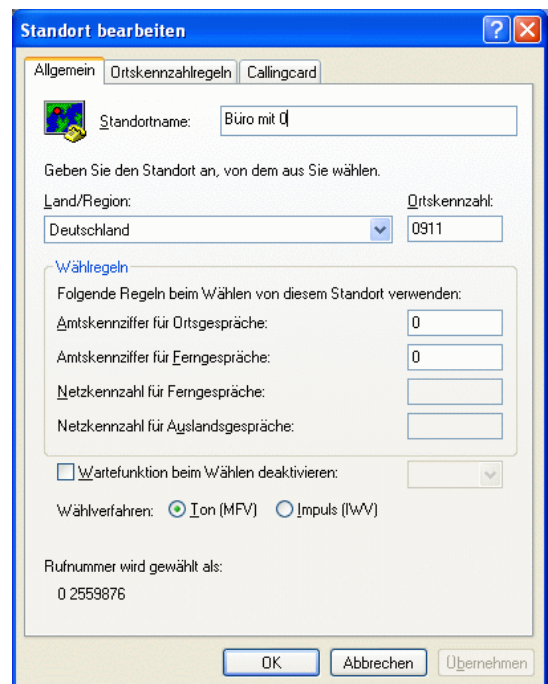 Standort bearbeiten
Allgemein Ortskennzahlregeln Callingcard
Standortname: Büro mit 0
Geben Sie den Standort an, von dem aus Sie wählen.
Land/Region: Ortskennzahl:
Deutschland 0911
Wählregeln
Folgende Regeln beim Wählen von diesem Standort verwenden:
Amtskennziffer für Ortsgespräche: 0
Amtskennziffer für Ferngespräche: 0
Netzkennzahl für Ferngespräche:
Netzkennzahl für Auslandsgespräche:
Wartefunktion beim Wählen deaktivieren:
Wählverfahren: Ton (MFV) Impuls (IWV)
Rufnummer wird gewählt als:
0 2559876
OK Abbrechen Übernehmen